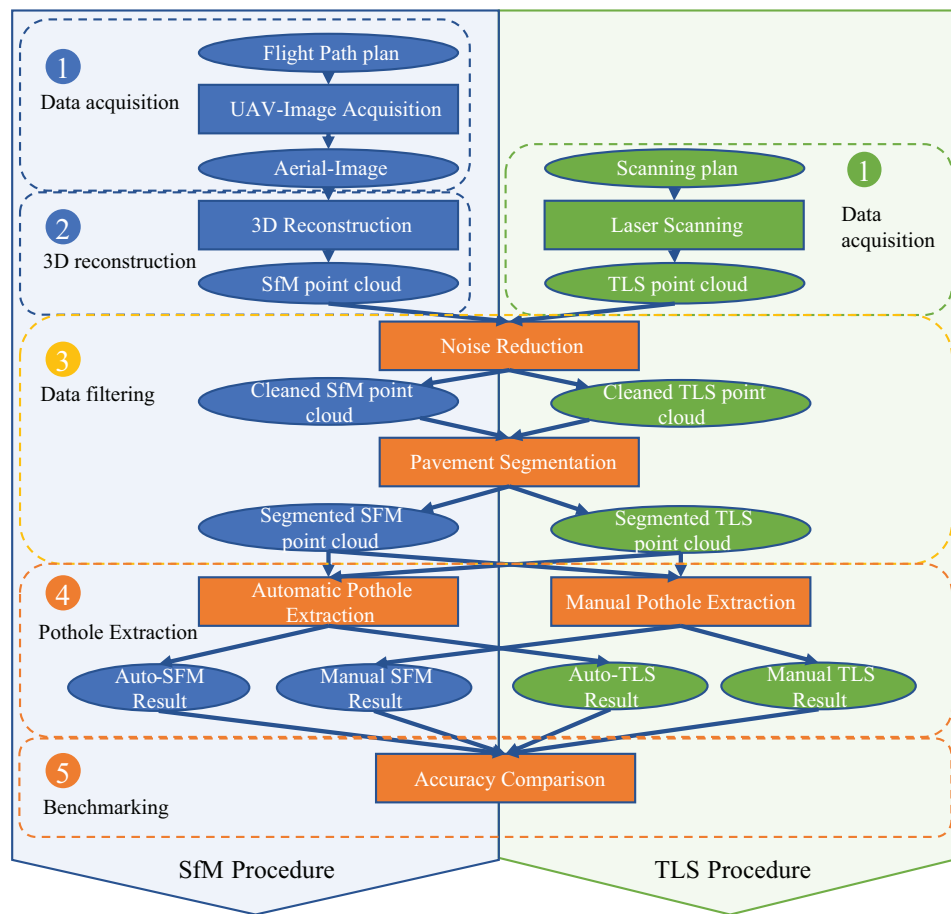 1
Data acquisition
Flight Path plan
UAV-Image Acquisition
Aerial-Image
Scanning plan
1
Data
acquisition
2
3D reconstruction
3D Reconstruction
SfM point cloud
Laser Scanning
TLS point cloud
3
Data filtering
Noise Reduction
Cleaned SfM point
cloud
Cleaned TLS point
cloud
Pavement Segmentation
Segmented SFM
point cloud
Segmented TLS
point cloud
4
Pothole Extraction
Automatic Pothole
Extraction
Manual Pothole Extraction
Auto-SFM
Result
Manual SFM
Result
Auto-TLS
Result
Manual TLS
Result
5
Benchmarking
Accuracy Comparison
SfM Procedure
TLS Procedure